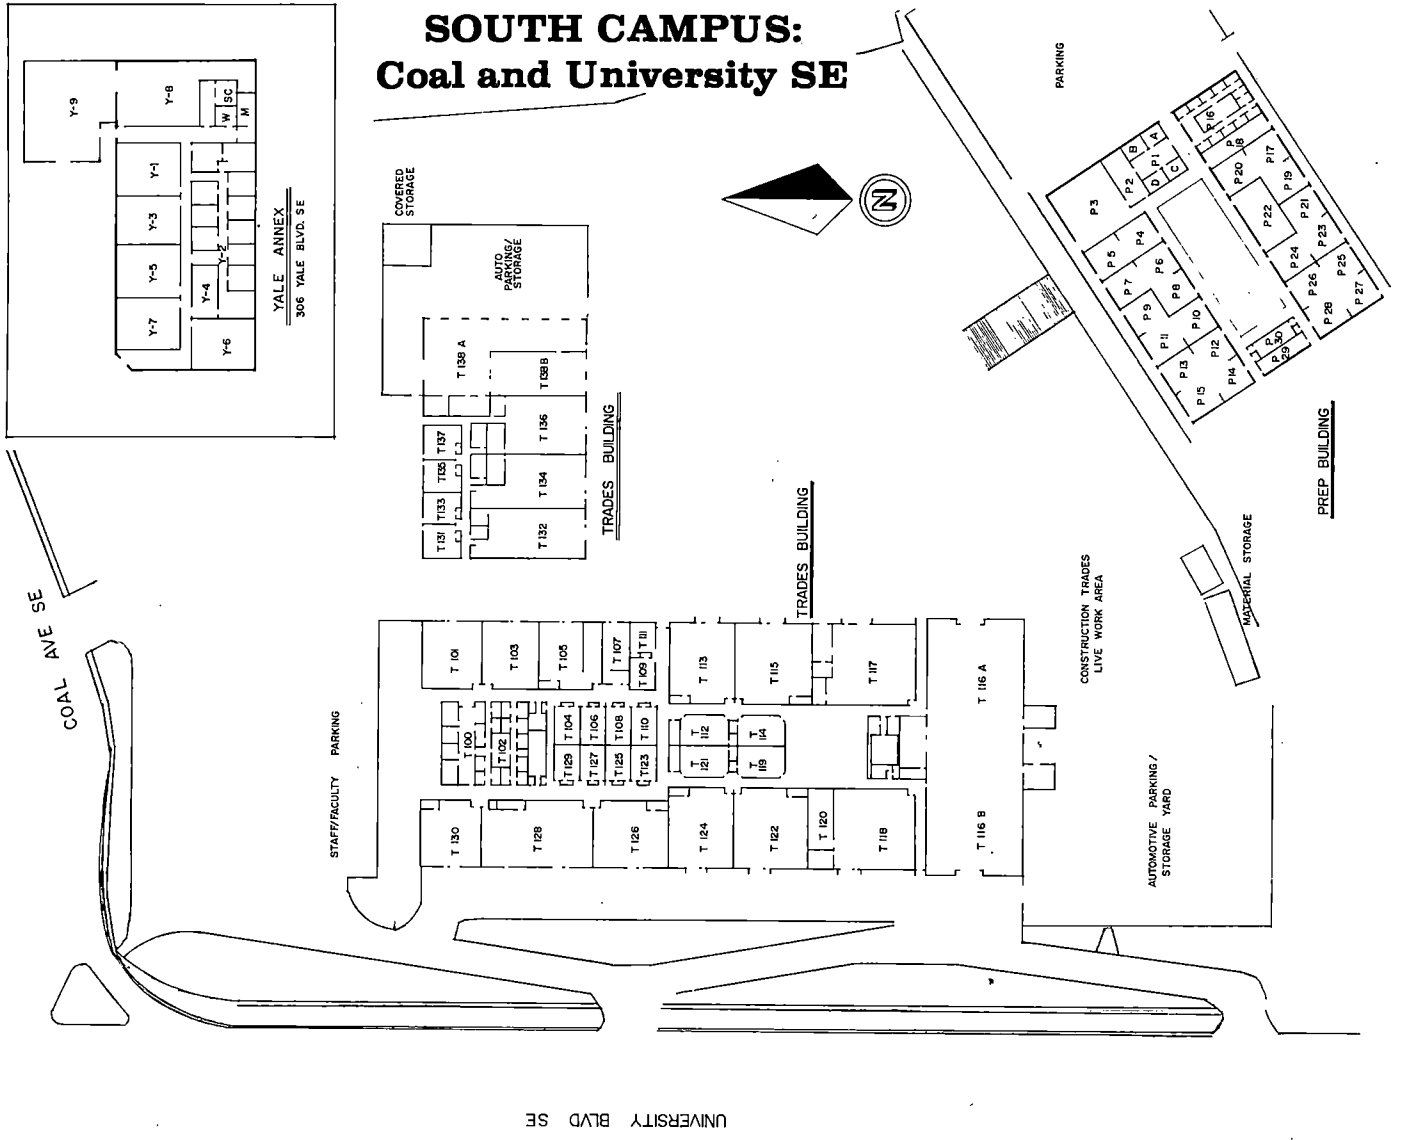 SOUTH CAMPUS:
Coal and University SE
Y-9
Y-8
SC
W
M
Y-1
Y-3
Y-5
Y-7
Y-2
Y-4
Y-6
YALE ANNEX
306 YALE BLVD. SE
COVERED
STORAGE
AUTO
PARKING/
STORAGE
T 138 A
T 138 B
T 137
T 136
T 135
T 134
T 133
T 132
T 131
TRADES BUILDING
N
PARKING
P 16
P 18
P 17
P 20
P 19
P 22
P 21
P 23
P 24
P 25
P 26
P 27
P 28
A
B
P 1
C
D
P 2
P 3
P 4
P 5
P 6
P 7
P 8
P 9
P 10
P 11
P 12
P 13
P 14
P 15
P 30
P 29
PREP BUILDING
COAL AVE SE
STAFF/FACULTY PARKING
TRADES BUILDING
T 101
T 103
T 105
T 107
T 109
T 111
T 113
T 115
T 117
T 116 A
T 100
T 102
T 104
T 106
T 108
T 110
T 112
T 114
T 129
T 127
T 125
T 123
T 121
T 119
T 130
T 128
T 126
T 124
T 122
T 120
T 118
T 116 B
CONSTRUCTION TRADES
LIVE WORK AREA
MATERIAL STORAGE
AUTOMOTIVE PARKING/
STORAGE YARD
UNIVERSITY BLVD SE